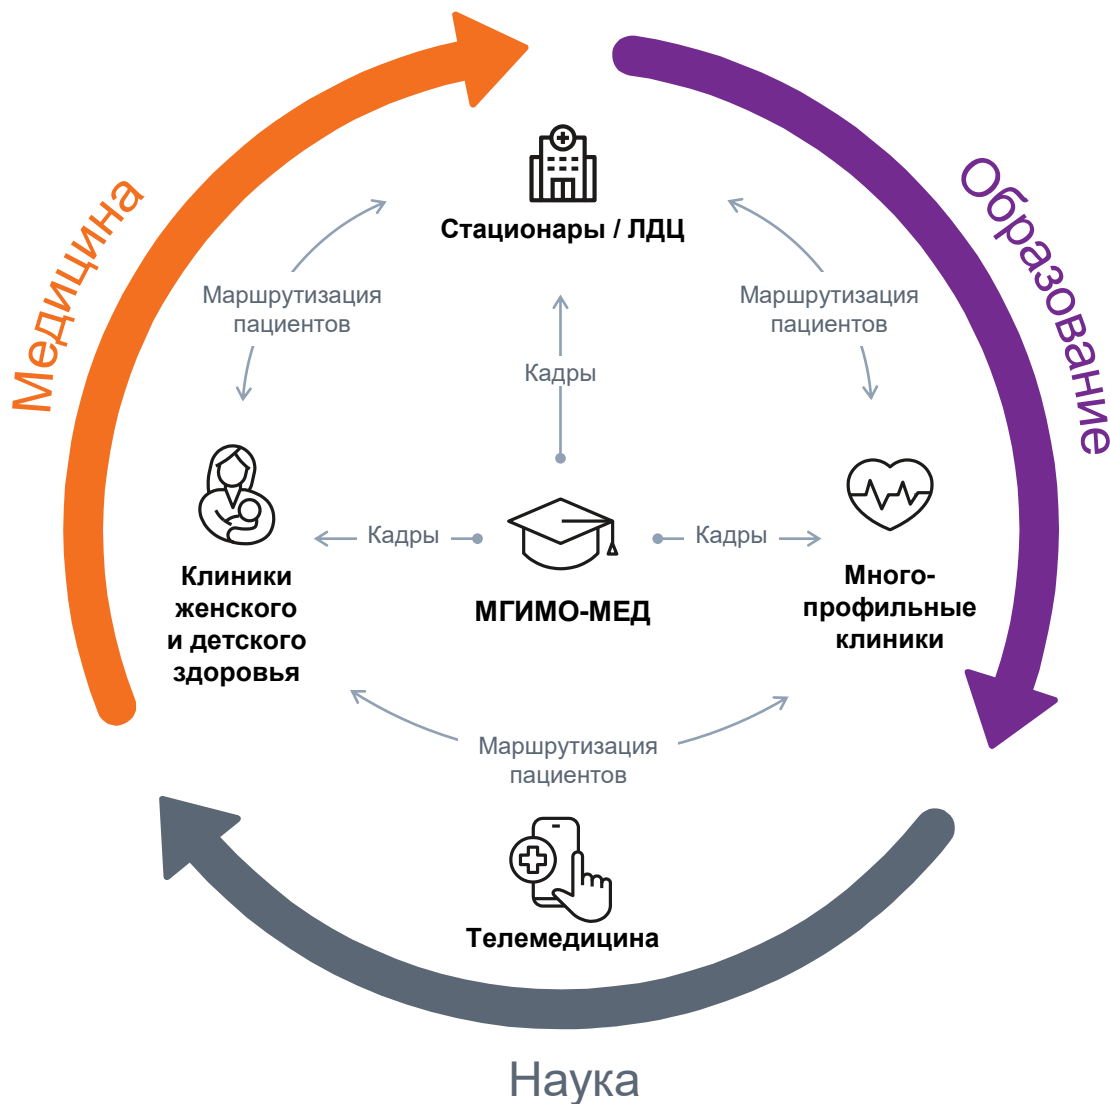 Медицина
Образование
Стационары / ЛДЦ
Маршрутизация
пациентов
Маршрутизация
пациентов
Кадры
Кадры
Кадры
Клиники
женского
и детского
здоровья
МГИМО-МЕД
Много-
профильные
клиники
Маршрутизация
пациентов
Телемедицина
Наука